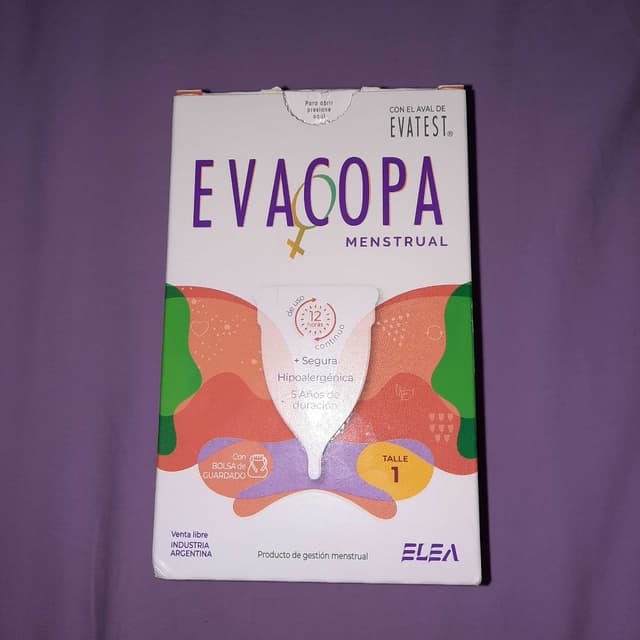 Para abrir
presione
aquí
CON EL AVAL DE
EVATEST®
EVACOPA
MENSTRUAL
de uso
12
horas
continuo
+ Segura
Hipoalergénica
5 Años de
duración
Con
BOLSA de
GUARDADO
TALLE
1
Venta libre
INDUSTRIA
ARGENTINA
Producto de gestión menstrual
ELEA